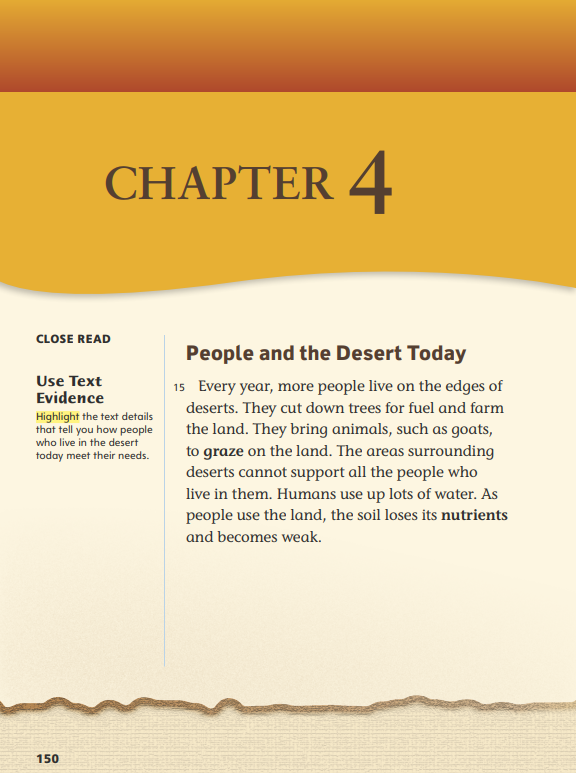 CHAPTER 4
CLOSE READ
Use Text
Evidence
Highlight the text details
that tell you how people
who live in the desert
today meet their needs.
People and the Desert Today
15 Every year, more people live on the edges of
deserts. They cut down trees for fuel and farm
the land. They bring animals, such as goats,
to graze on the land. The areas surrounding
deserts cannot support all the people who
live in them. Humans use up lots of water. As
people use the land, the soil loses its nutrients
and becomes weak.
150